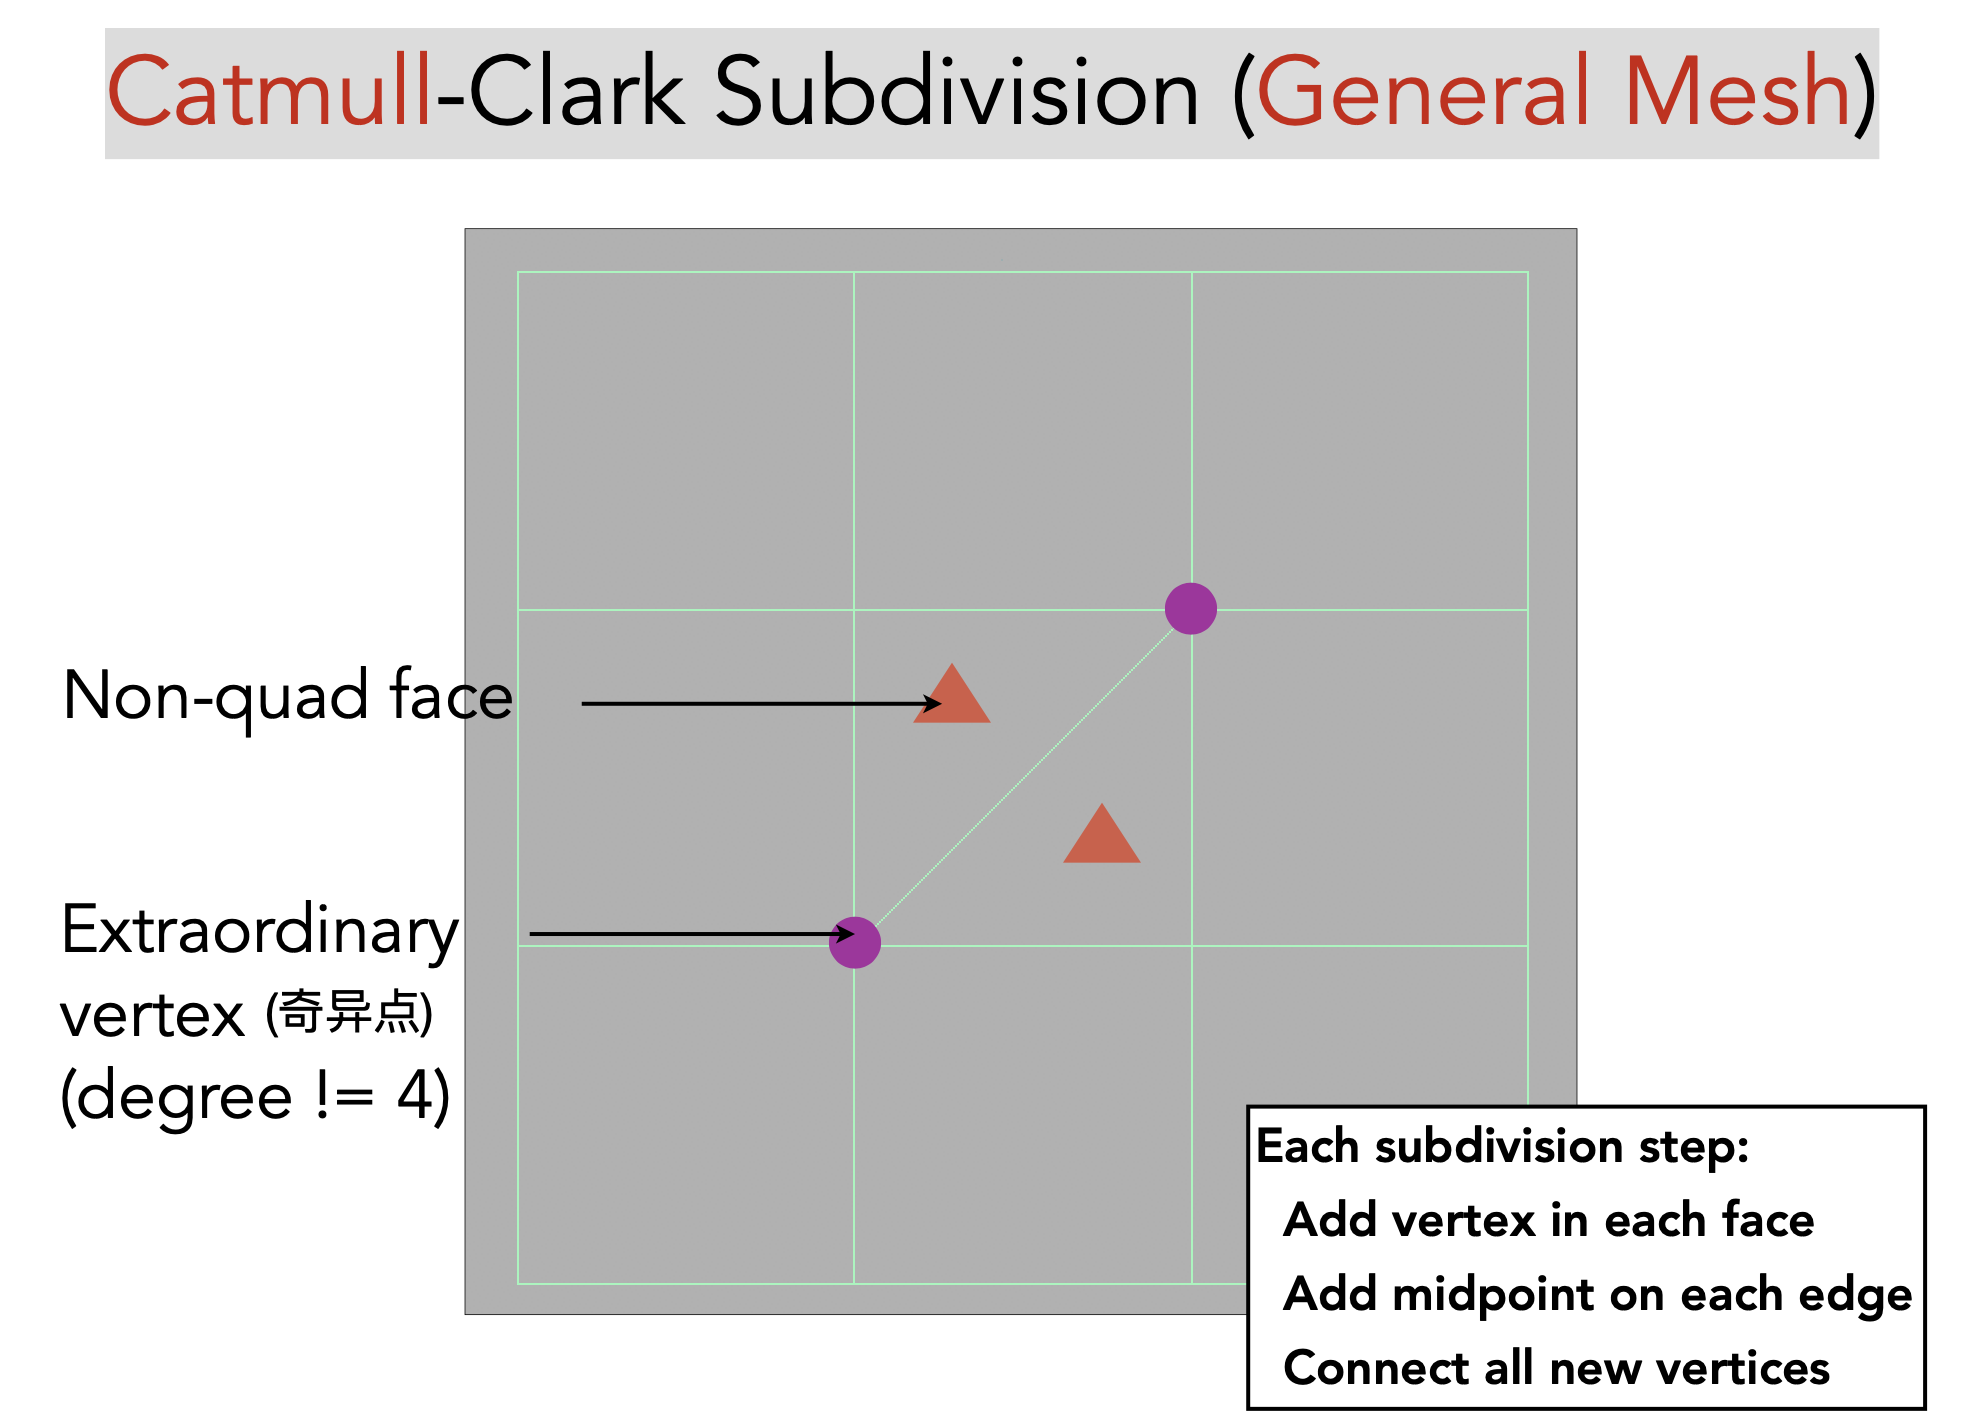 Catmull-Clark Subdivision (General Mesh)
Non-quad face
Extraordinary
vertex (奇异点)
(degree != 4)
Each subdivision step:
Add vertex in each face
Add midpoint on each edge
Connect all new vertices